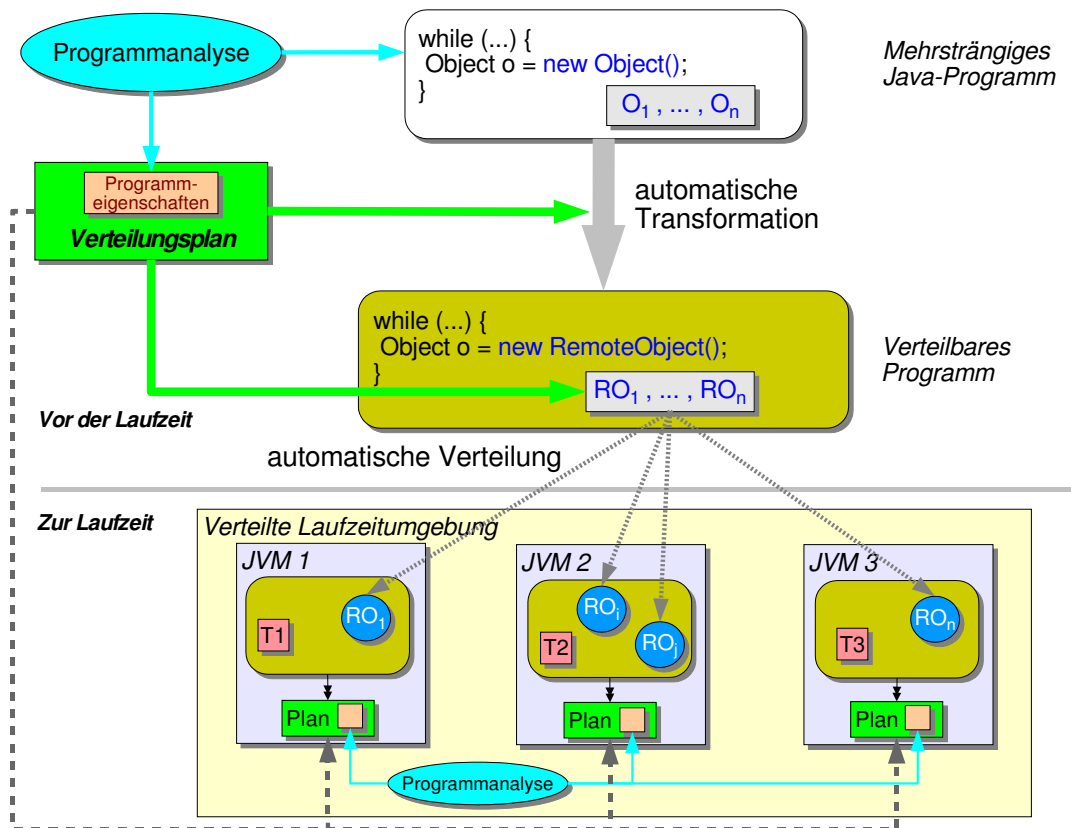 Programmanalyse
while (...) {
Object o = new Object();
}
O1 , ... , On
Mehrsträngiges
Java-Programm
Programm-
eigenschaften
Verteilungsplan
automatische
Transformation
while (...) {
Object o = new RemoteObject();
}
RO1 , ... , ROn
Verteilbares
Programm
Vor der Laufzeit
automatische Verteilung
Zur Laufzeit
Verteilte Laufzeitumgebung
JVM 1
JVM 2
JVM 3
RO1
T1
ROi
T2
ROj
ROn
T3
Plan
Plan
Plan
Programmanalyse